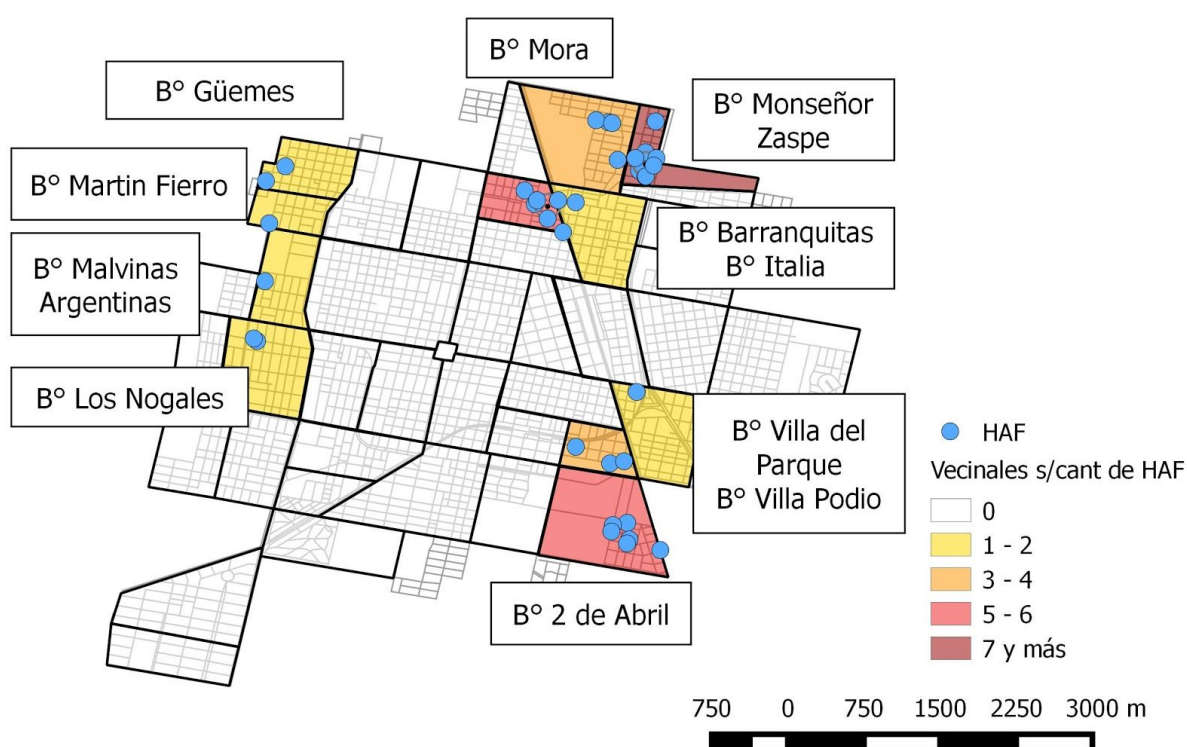 B° Mora
B° Güemes
B° Monseñor
Zaspe
B° Martin Fierro
B° Barranquitas
B° Italia
B° Malvinas
Argentinas
B° Los Nogales
B° Villa del
Parque
B° Villa Podio
B° 2 de Abril
HAF
Vecinales s/cant de HAF
0
1 - 2
3 - 4
5 - 6
7 y más
750 0 750 1500 2250 3000 m